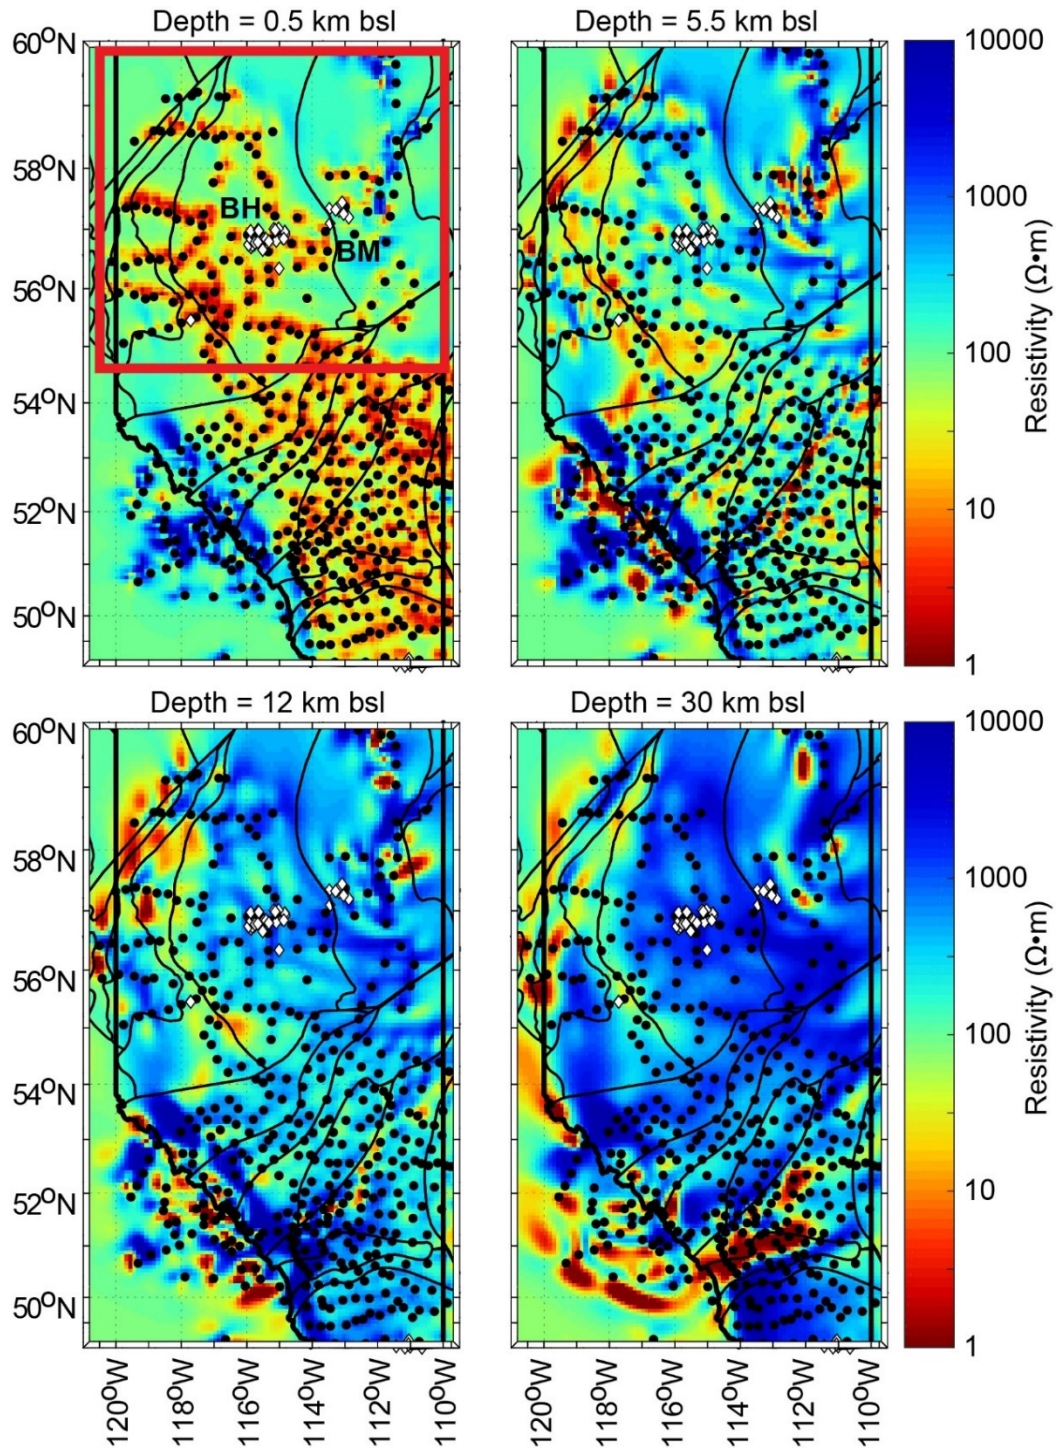 Depth = 0.5 km bsl
Depth = 5.5 km bsl
60°N
58°N
56°N
54°N
52°N
50°N
BH
BM
10000
1000
100
10
1
Resistivity (Ω•m)
Depth = 12 km bsl
Depth = 30 km bsl
60°N
58°N
56°N
54°N
52°N
50°N
10000
1000
100
10
1
Resistivity (Ω•m)
120°W
118°W
116°W
114°W
112°W
110°W
120°W
118°W
116°W
114°W
112°W
110°W